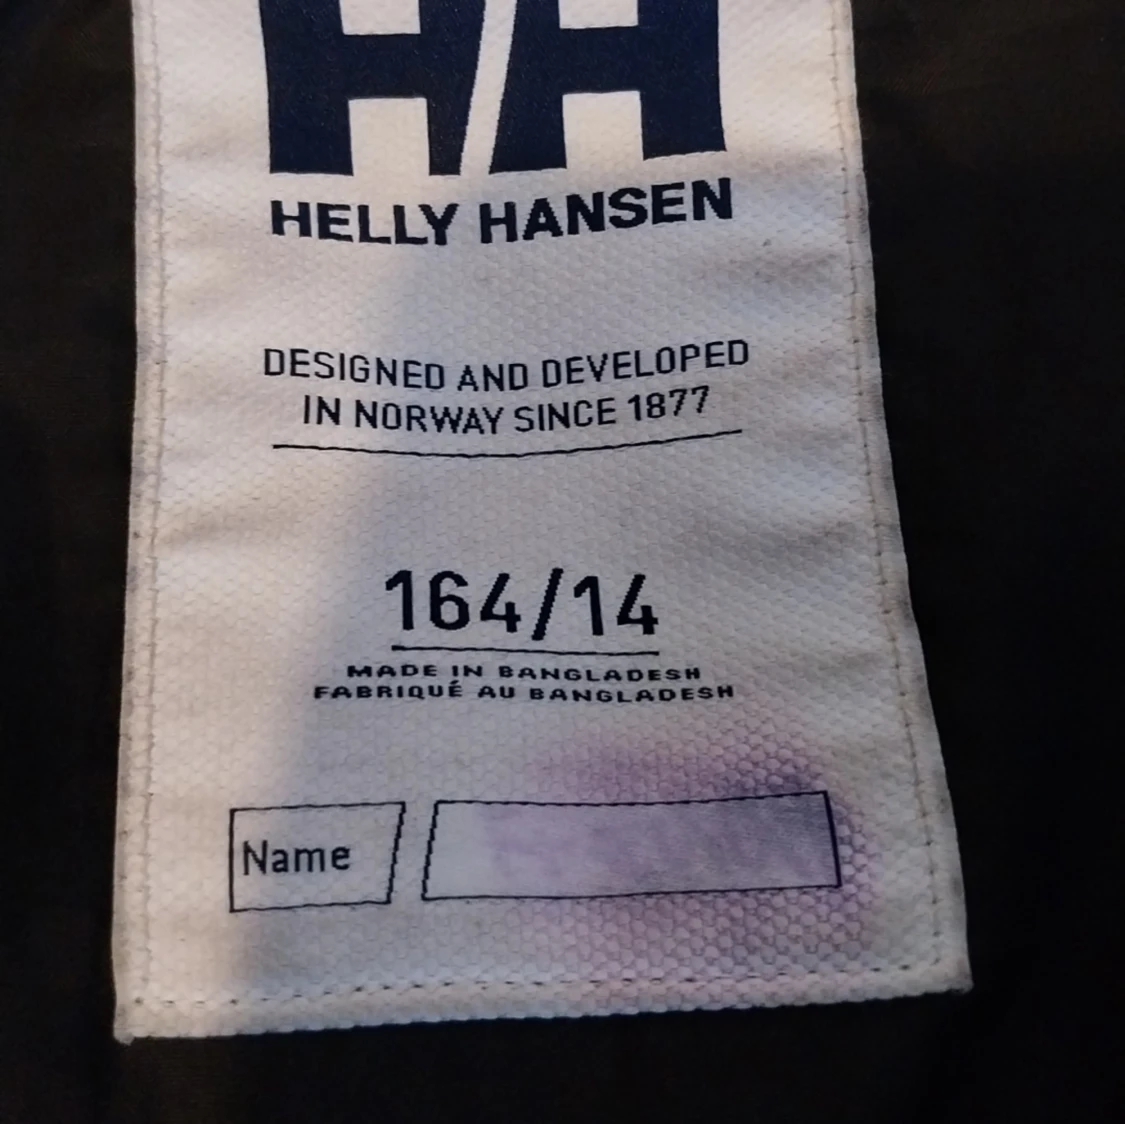 HH
HELLY HANSEN
DESIGNED AND DEVELOPED
IN NORWAY SINCE 1877
164/14
MADE IN BANGLADESH
FABRIQUÉ AU BANGLADESH
Name